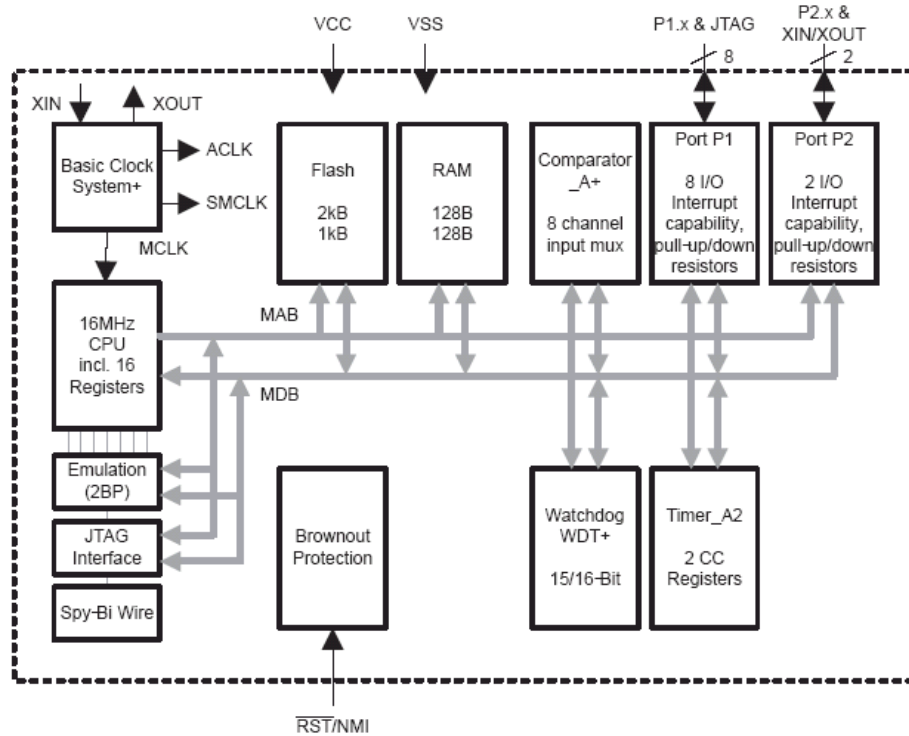 VCC
VSS
P1.x & JTAG
8
P2.x &
XIN/XOUT
2
XIN
XOUT
Basic Clock
System+
ACLK
SMCLK
MCLK
Flash
2kB
1kB
RAM
128B
128B
Comparator
_A+
8 channel
input mux
Port P1
8 I/O
Interrupt
capability,
pull-up/down
resistors
Port P2
2 I/O
Interrupt
capability,
pull-up/down
resistors
16MHz
CPU
incl. 16
Registers
MAB
MDB
Emulation
(2BP)
JTAG
Interface
Spy-Bi Wire
Brownout
Protection
Watchdog
WDT+
15/16-Bit
Timer_A2
2 CC
Registers
RST/NMI